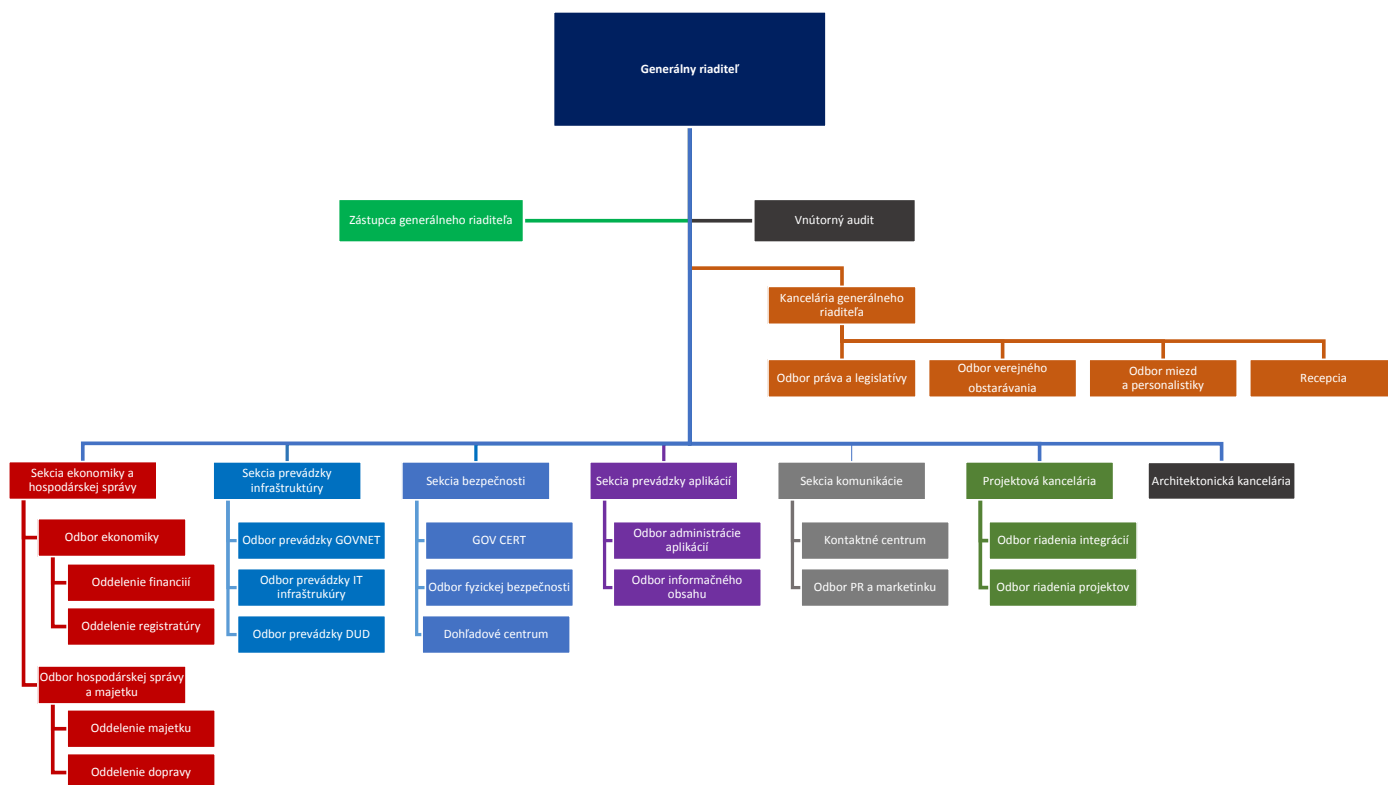 Generálny riaditeľ
Zástupca generálneho riaditeľa
Vnútorný audit
Kancelária generálneho
riaditeľa
Odbor práva a legislatívy
Odbor verejného
obstarávania
Odbor miezd
a personalistiky
Recepcia
Sekcia ekonomiky a
hospodárskej správy
Sekcia prevádzky
infraštruktúry
Sekcia bezpečnosti
Sekcia prevádzky aplikácií
Sekcia komunikácie
Projektová kancelária
Architektonická kancelária
Odbor ekonomiky
Oddelenie financiií
Oddelenie registratúry
Odbor hospodárskej správy
a majetku
Oddelenie majetku
Oddelenie dopravy
Odbor prevádzky GOVNET
Odbor prevádzky IT
infraštrukúry
Odbor prevádzky DUD
GOV CERT
Odbor fyzickej bezpečnosti
Dohľadové centrum
Odbor administrácie
aplikácií
Odbor informačného
obsahu
Kontaktné centrum
Odbor PR a marketinku
Odbor riadenia integrácií
Odbor riadenia projektov